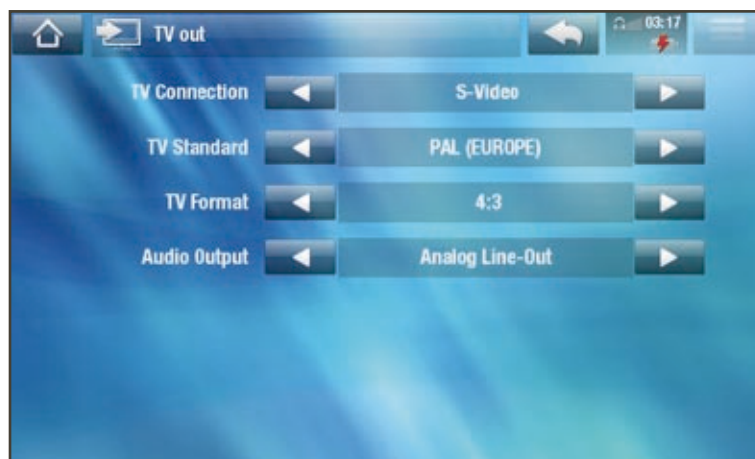 TV out
03:17
TV Connection S-Video
TV Standard PAL (EUROPE)
TV Format 4:3
Audio Output Analog Line-Out